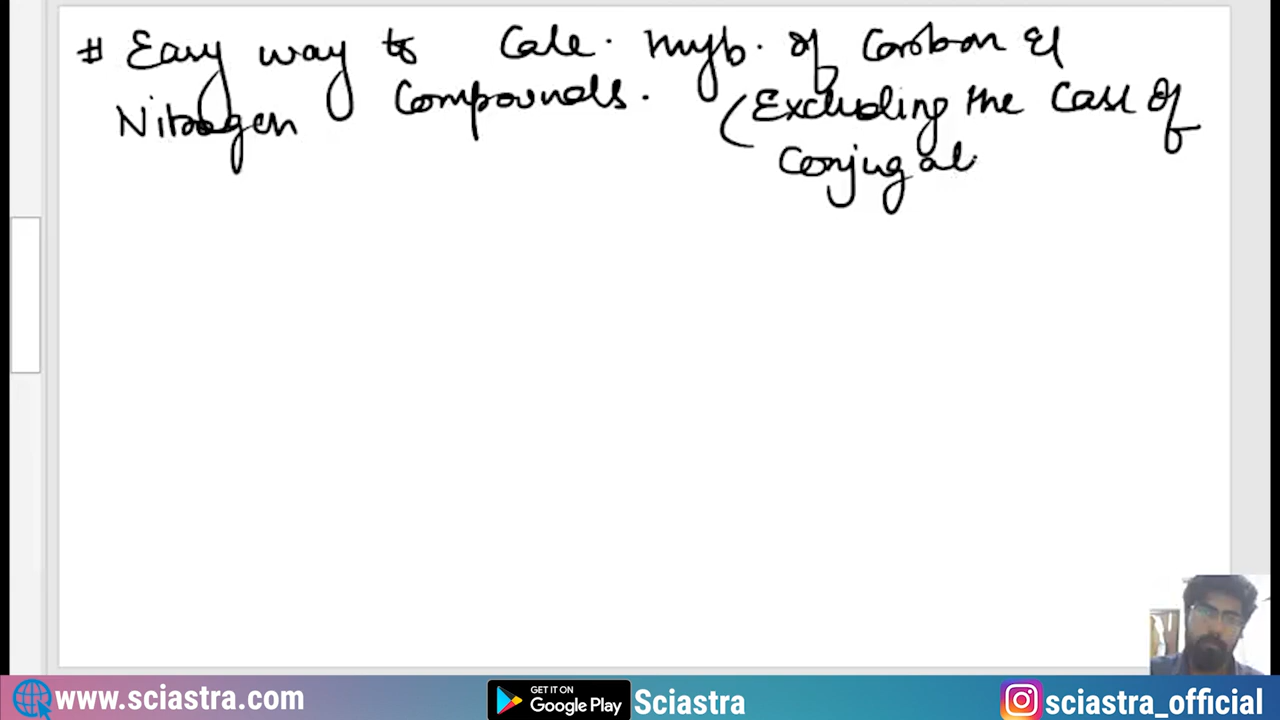 # Easy way to Calc. hyb. of Carbon &
Nitrogen Compounds. (Excluding the Case of
Conjugat
www.sciastra.com
GET IT ON
Google Play
Sciastra
sciastra_official